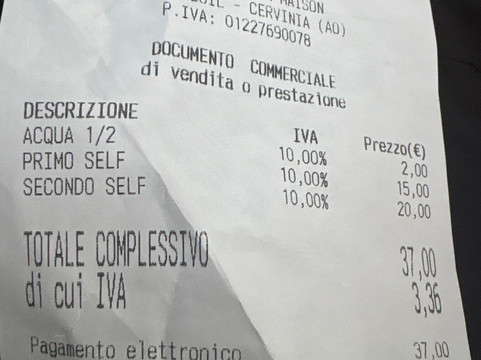 MAISON
- CERVINIA (AO)
P.IVA: 01227690078
DOCUMENTO COMMERCIALE
di vendita o prestazione
DESCRIZIONE IVA Prezzo(€)
ACQUA 1/2 10,00% 2,00
PRIMO SELF 10,00% 15,00
SECONDO SELF 10,00% 20,00
TOTALE COMPLESSIVO 37,00
di cui IVA 3,36
Pagamento elettronico 37,00